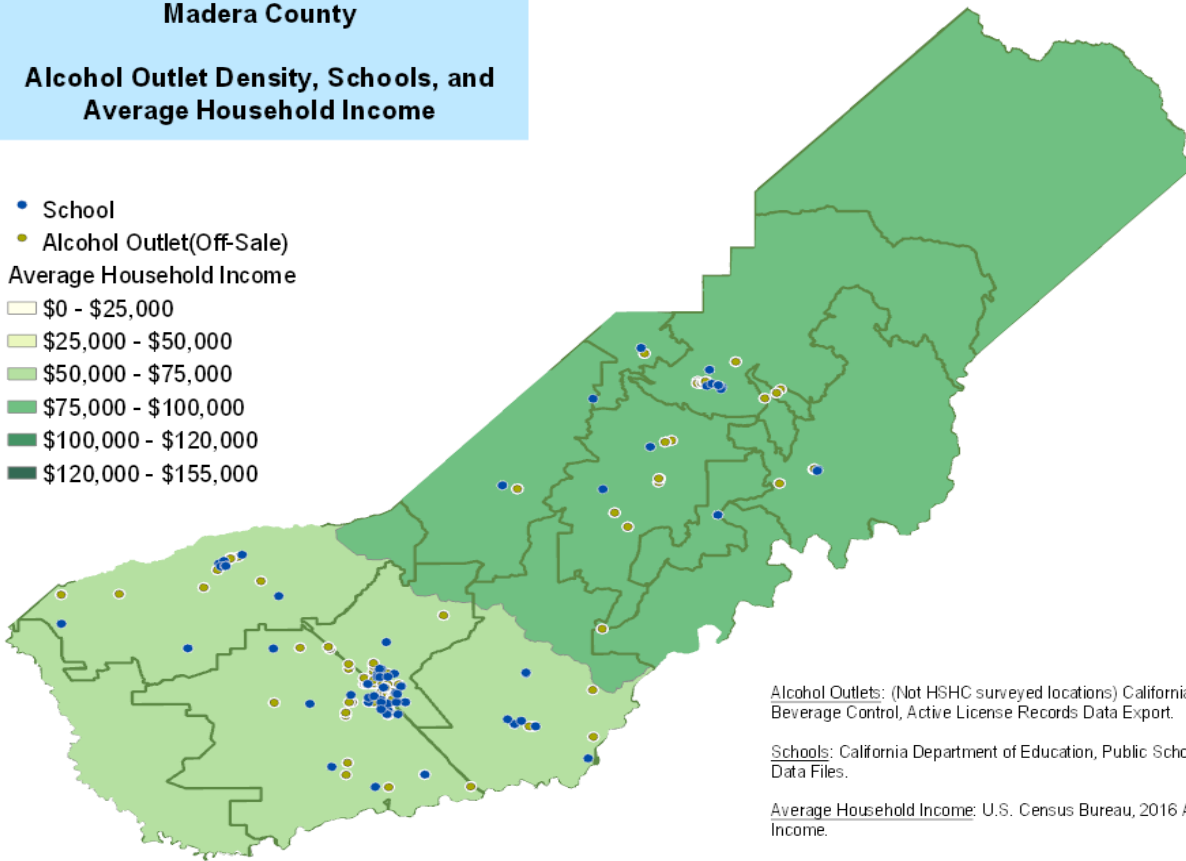 Madera County
Alcohol Outlet Density, Schools, and
Average Household Income
School
Alcohol Outlet(Off-Sale)
Average Household Income
$0 - $25,000
$25,000 - $50,000
$50,000 - $75,000
$75,000 - $100,000
$100,000 - $120,000
$120,000 - $155,000
Alcohol Outlets: (Not HSHC surveyed locations) California
Beverage Control, Active License Records Data Export.
Schools: California Department of Education, Public Scho
Data Files.
Average Household Income: U.S. Census Bureau, 2016 A
Income.